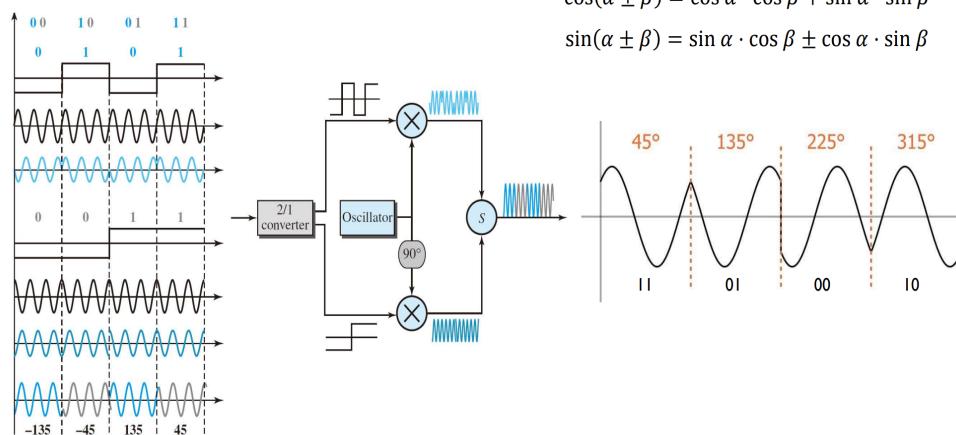 cos(α ± β) = cos α · cos β ∓ sin α · sin β
sin(α ± β) = sin α · cos β ± cos α · sin β
00 10 01 11
0 1 0 1
0 0 1 1
−135 −45 135 45
2/1
converter
Oscillator
90°
S
45° 135° 225° 315°
11 01 00 10